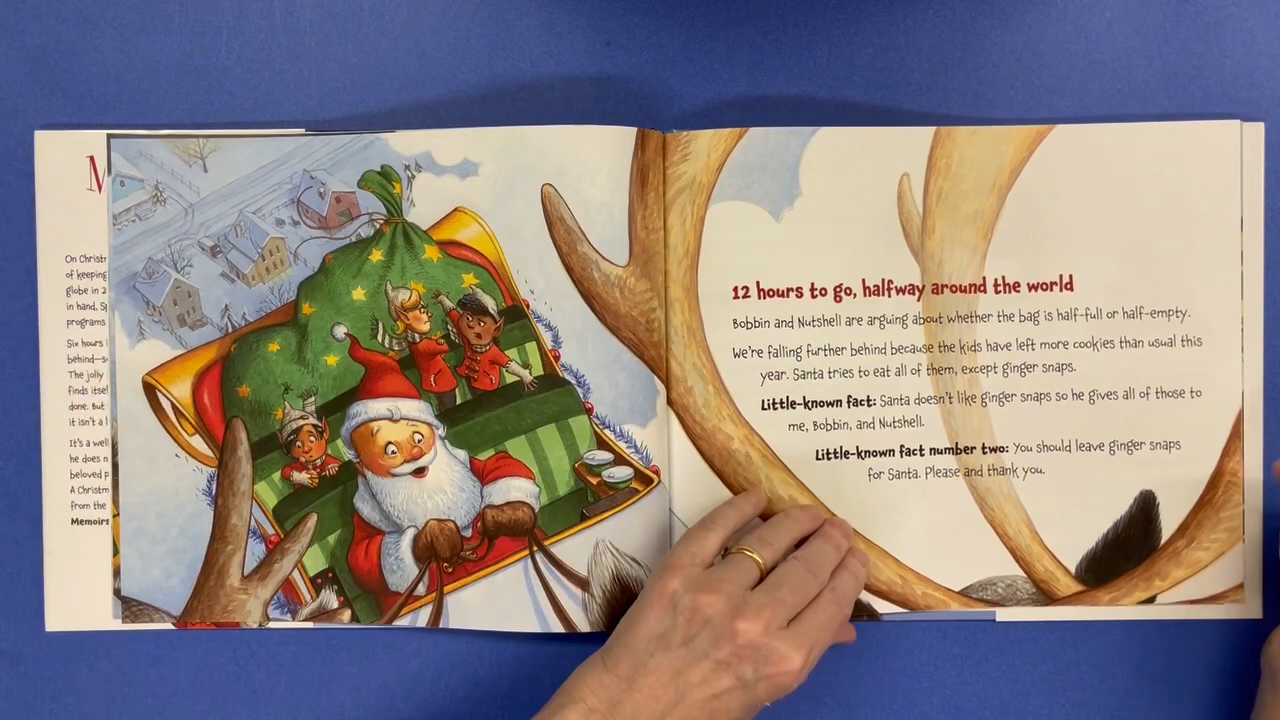 M
On Christm
of keeping
globe in 2
in hand, Sp
programs
Six hours i
behind—s
The jolly
finds itse
done. But
it isn't a l
It's a wel
he does n
beloved p
A Christm
from the
Memoirs
12 hours to go, halfway around the world
Bobbin and Nutshell are arguing about whether the bag is half-full or half-empty.
We're falling further behind because the kids have left more cookies than usual this
year. Santa tries to eat all of them, except ginger snaps.
Little-known fact: Santa doesn't like ginger snaps so he gives all of those to
me, Bobbin, and Nutshell.
Little-known fact number two: You should leave ginger snaps
for Santa. Please and thank you.